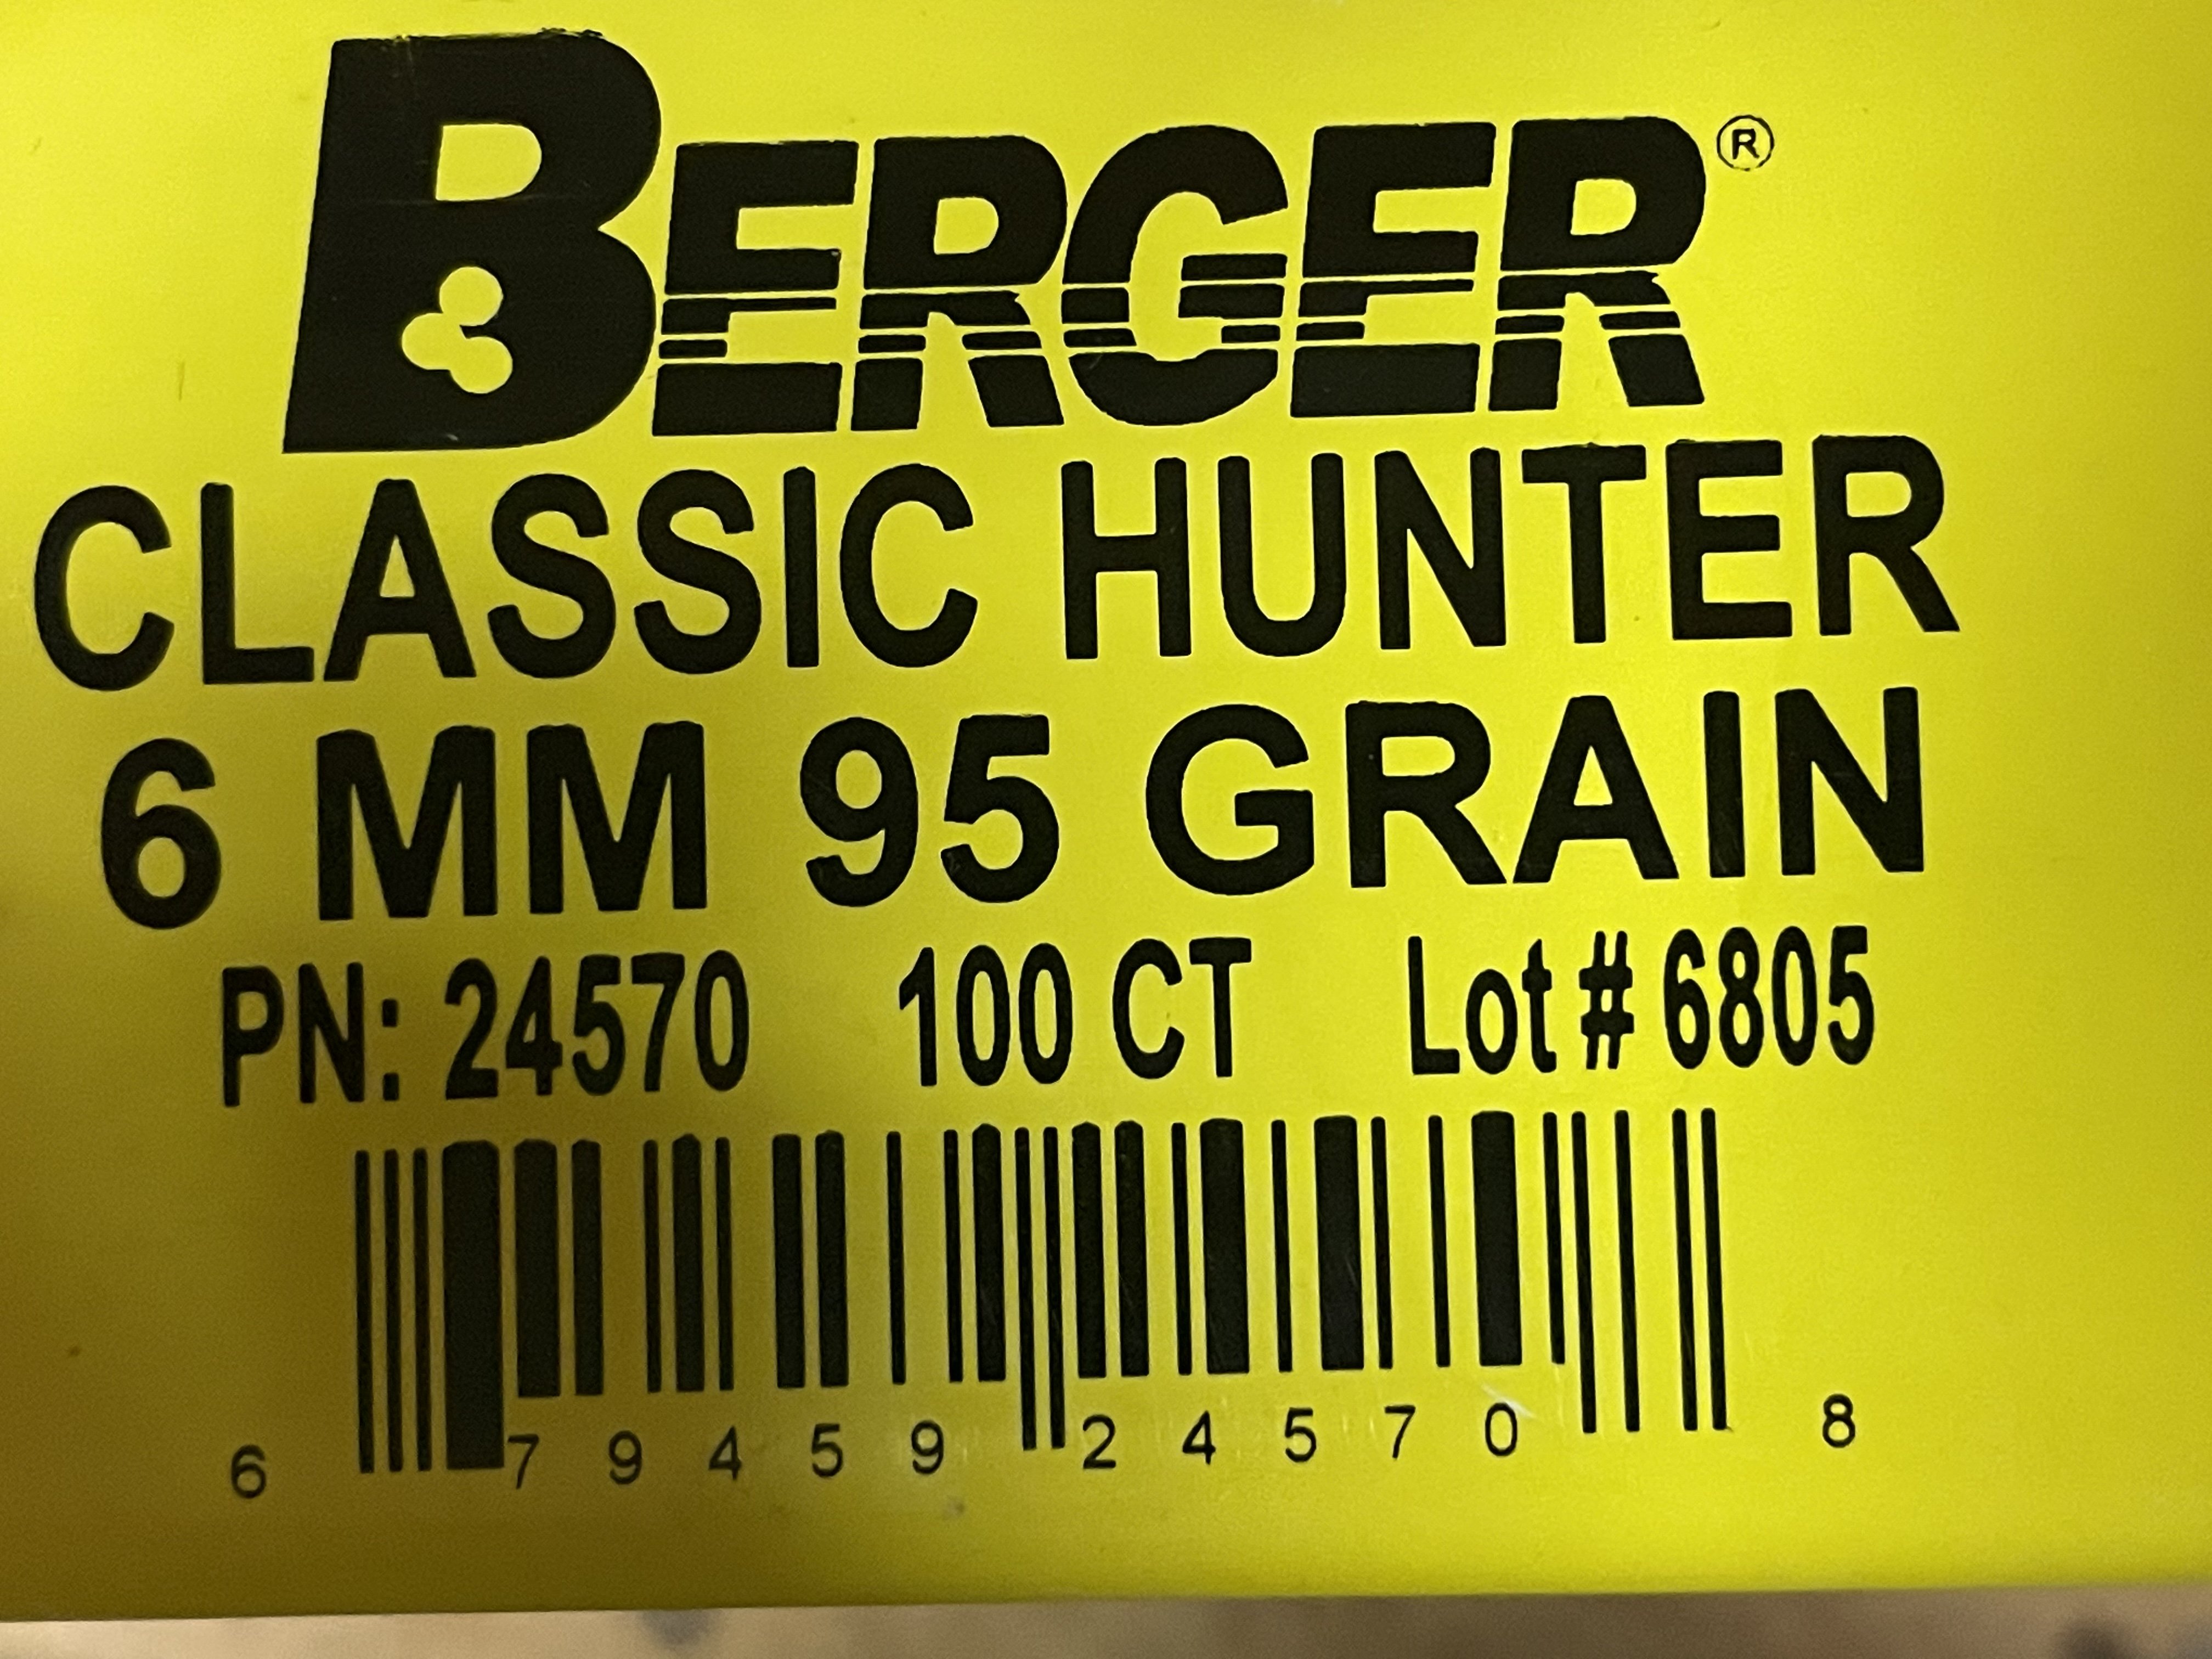 BERGER®
CLASSIC HUNTER
6 MM 95 GRAIN
PN: 24570 100 CT Lot # 6805
6 79459 24570 8